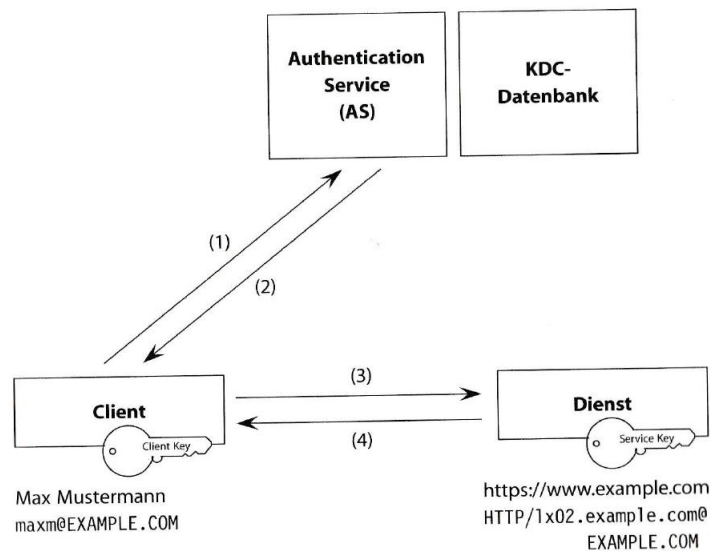 Authentication
Service
(AS)
KDC-
Datenbank
(1)
(2)
(3)
(4)
Client
Client Key
Dienst
Service Key
Max Mustermann
maxm@EXAMPLE.COM
https://www.example.com
HTTP/lx02.example.com@
EXAMPLE.COM